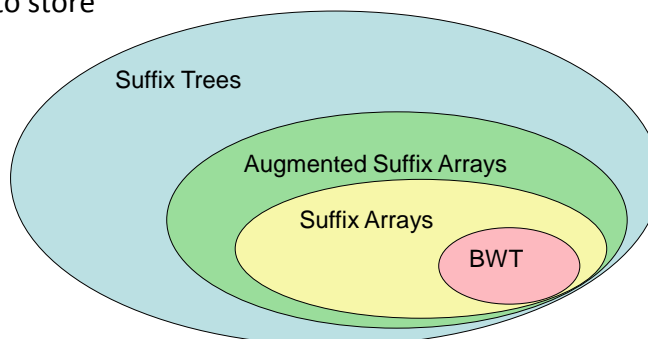 to store
Suffix Trees
Augmented Suffix Arrays
Suffix Arrays
BWT